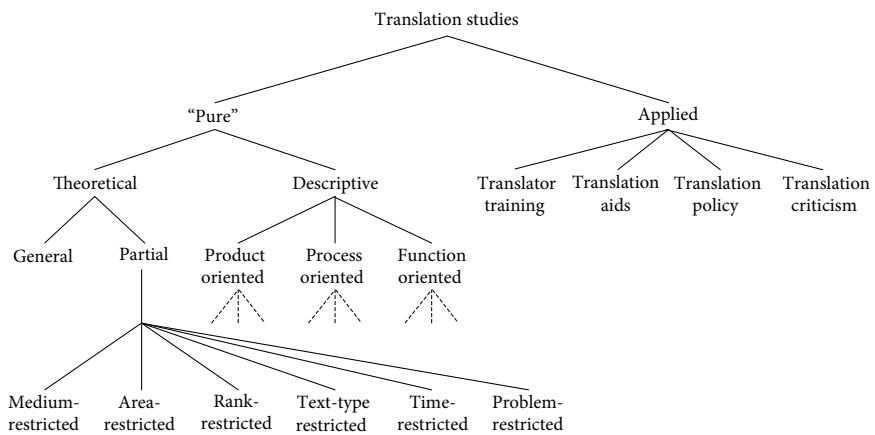 Translation studies
“Pure”
Applied
Theoretical
Descriptive
Translator
training
Translation
aids
Translation
policy
Translation
criticism
General
Partial
Product
oriented
Process
oriented
Function
oriented
Medium-
restricted
Area-
restricted
Rank-
restricted
Text-type
restricted
Time-
restricted
Problem-
restricted